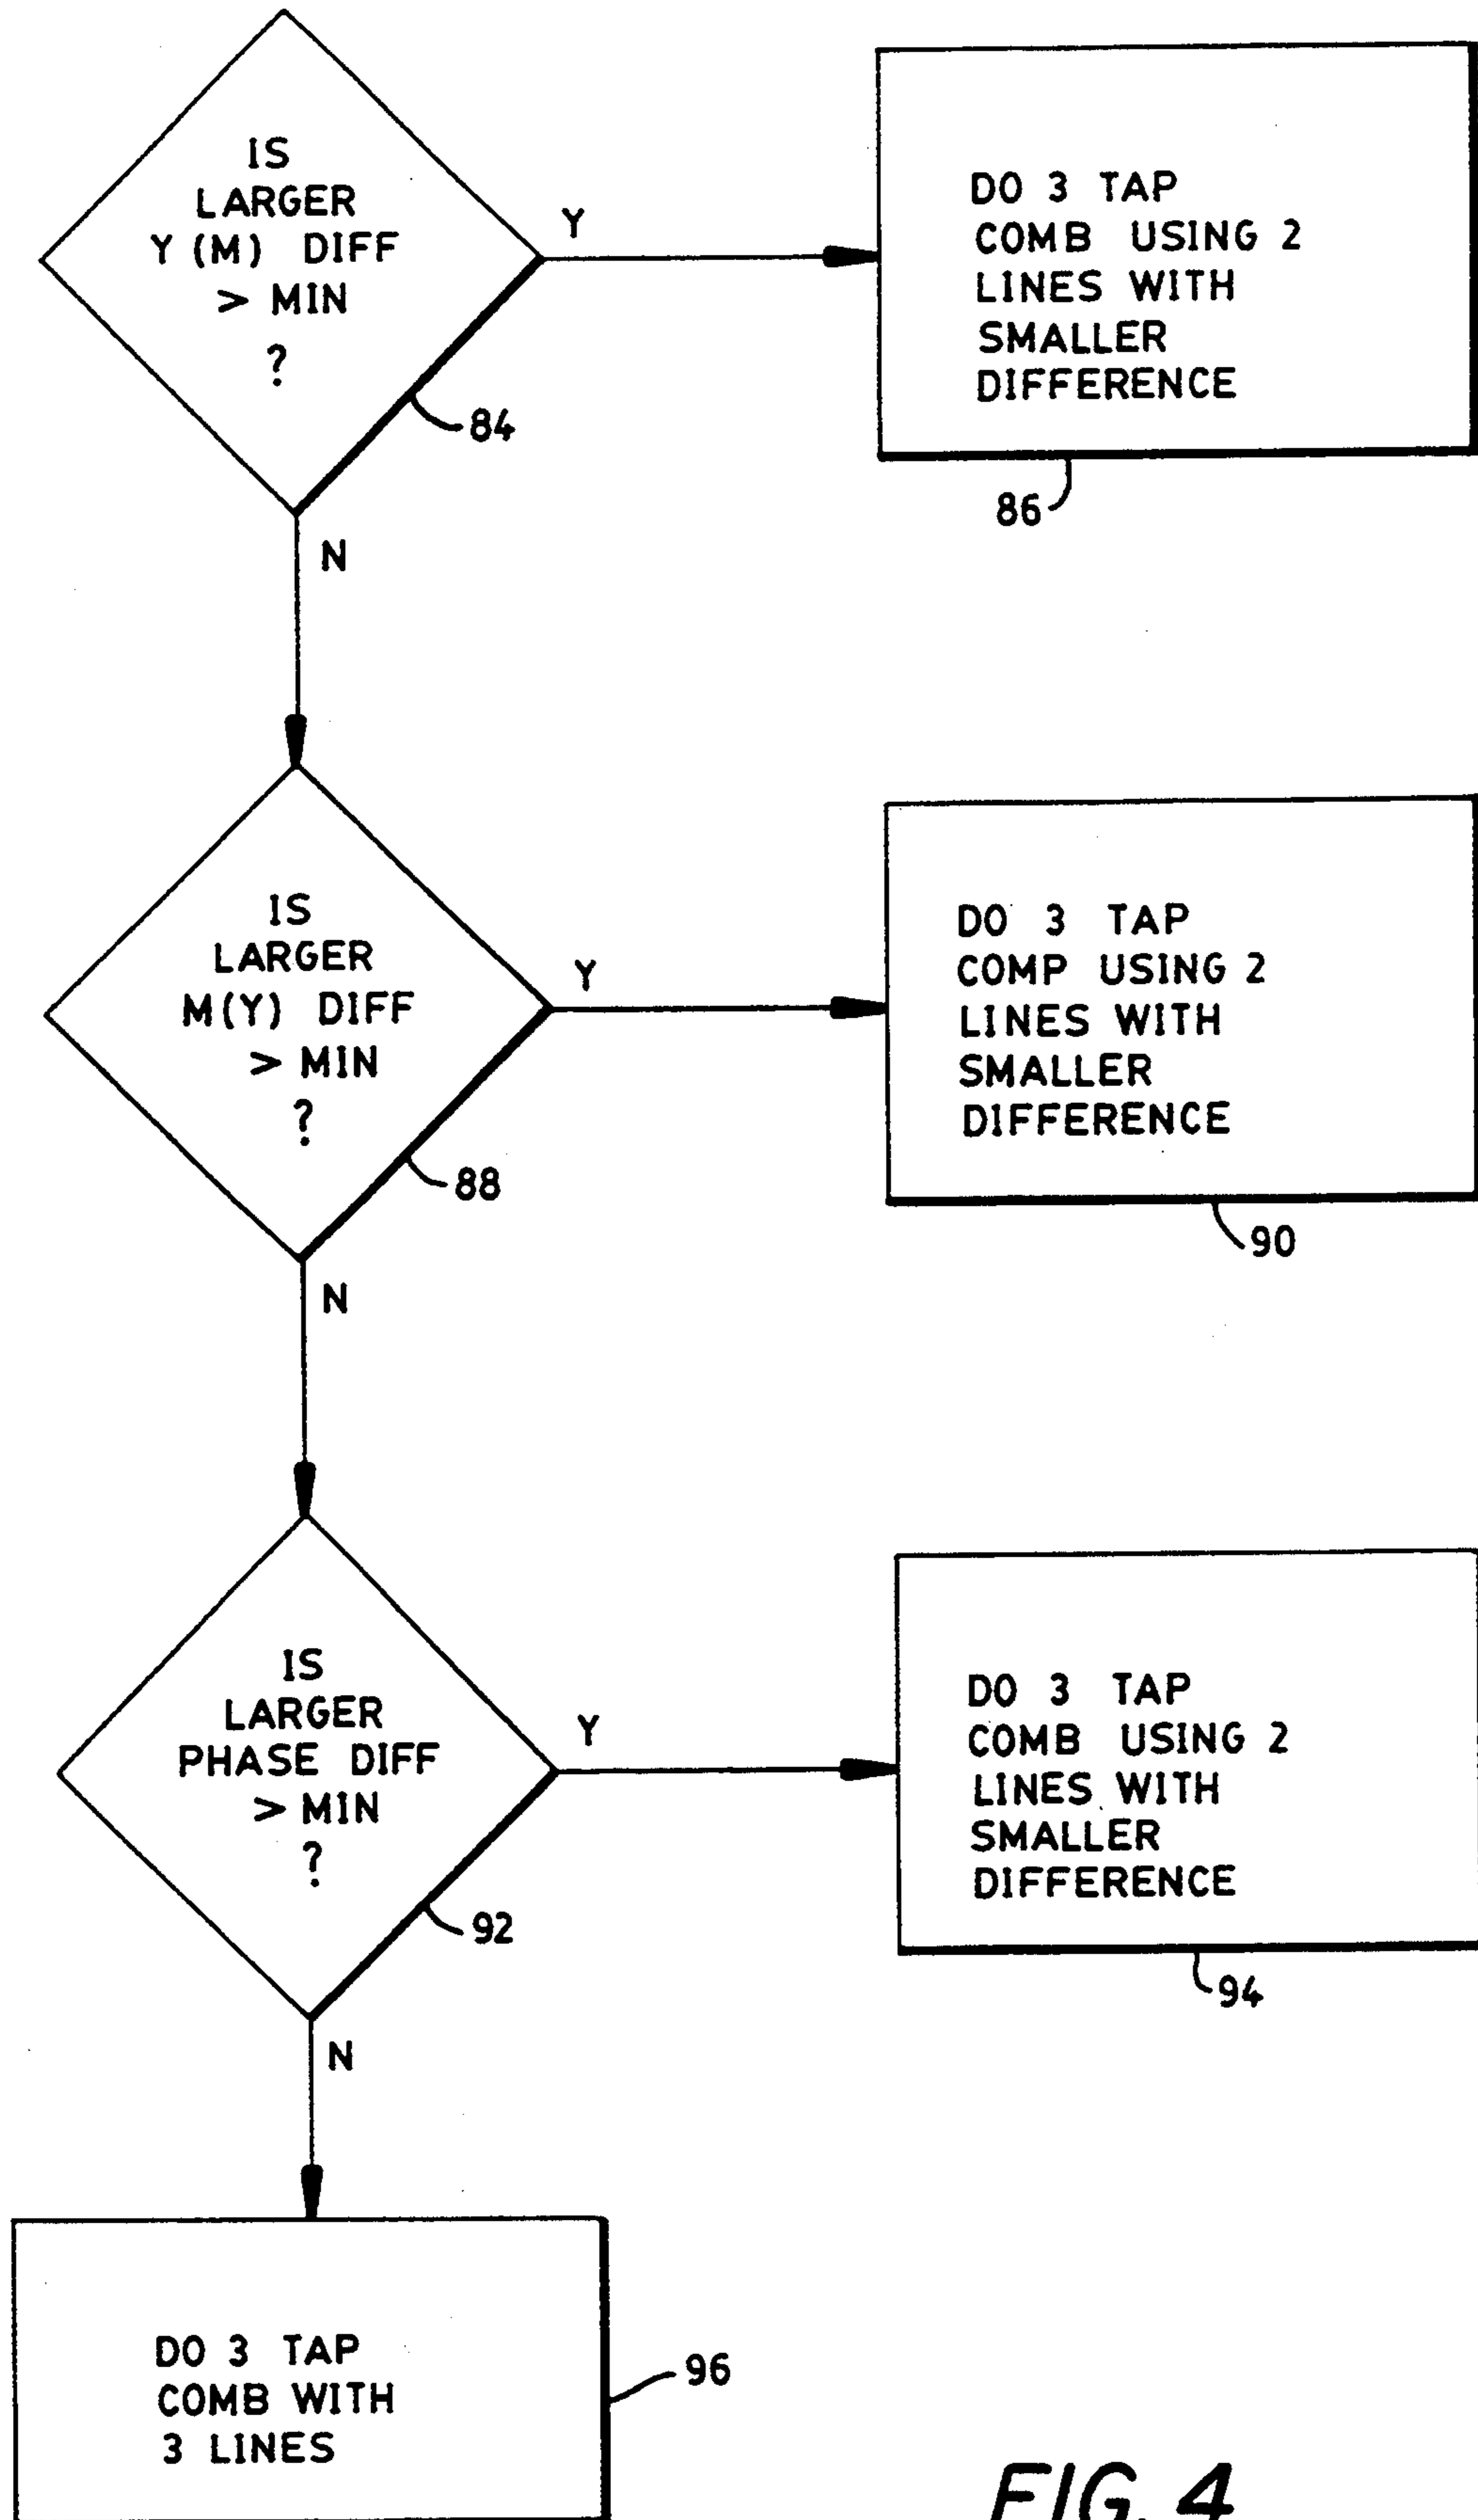 IS
LARGER
Y (M) DIFF
> MIN
?
84
Y
N
DO 3 TAP
COMB USING 2
LINES WITH
SMALLER
DIFFERENCE
86
IS
LARGER
M(Y) DIFF
> MIN
?
88
Y
N
DO 3 TAP
COMP USING 2
LINES WITH
SMALLER
DIFFERENCE
90
IS
LARGER
PHASE DIFF
> MIN
?
92
Y
N
DO 3 TAP
COMB USING 2
LINES WITH
SMALLER
DIFFERENCE
94
DO 3 TAP
COMB WITH
3 LINES
96
FIG. 4